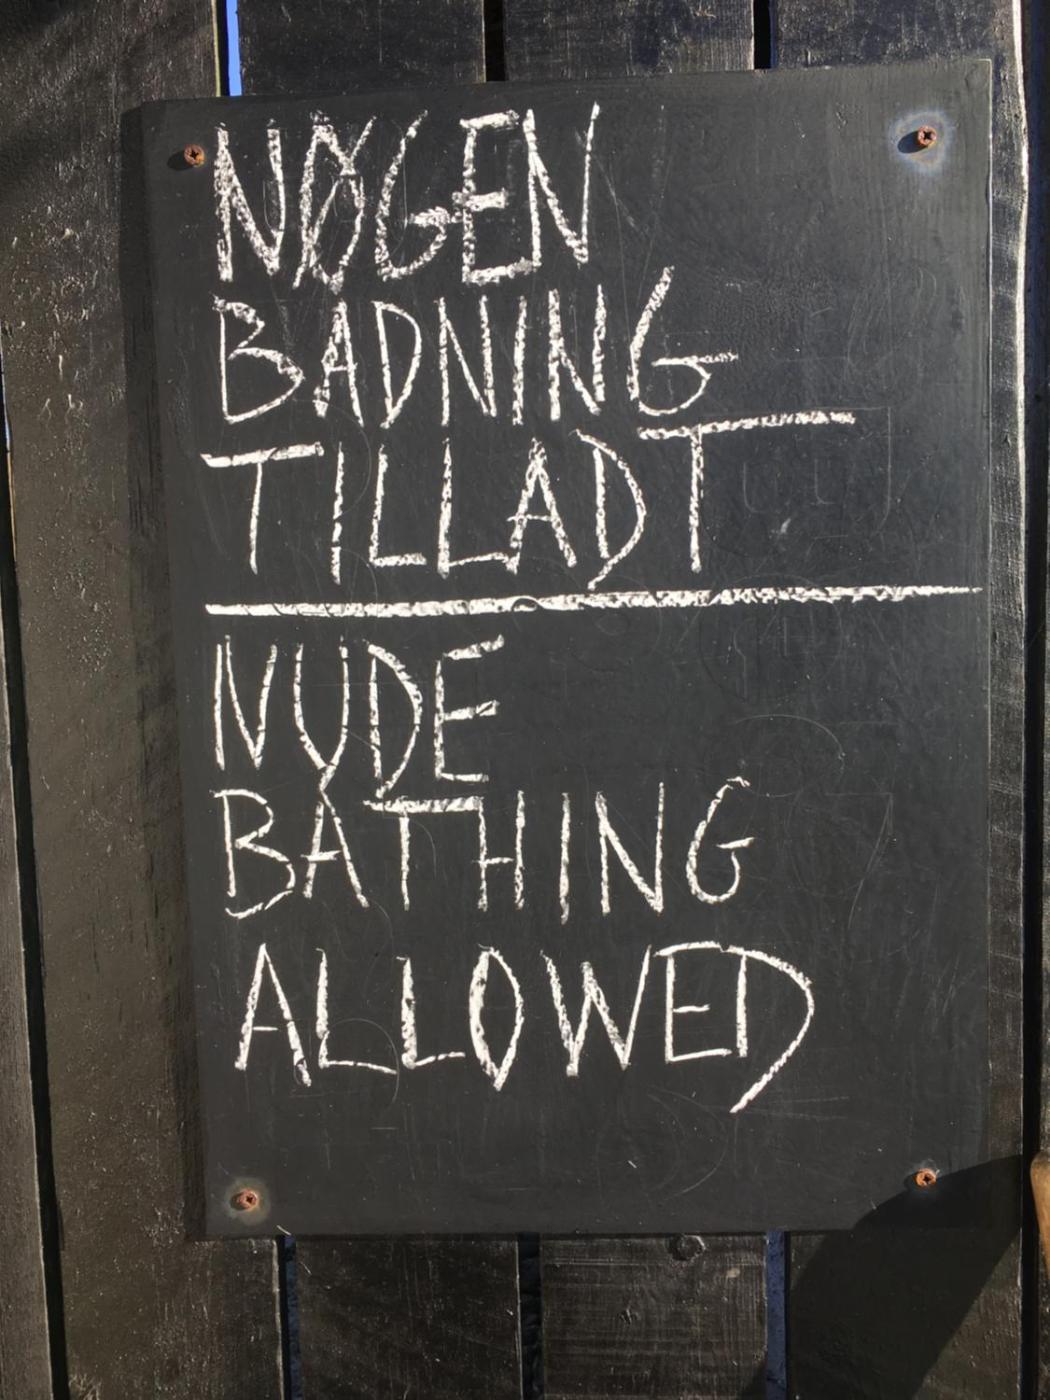 NØGEN
BADNING
TILLADT
NUDE
BATHING
ALLOWED